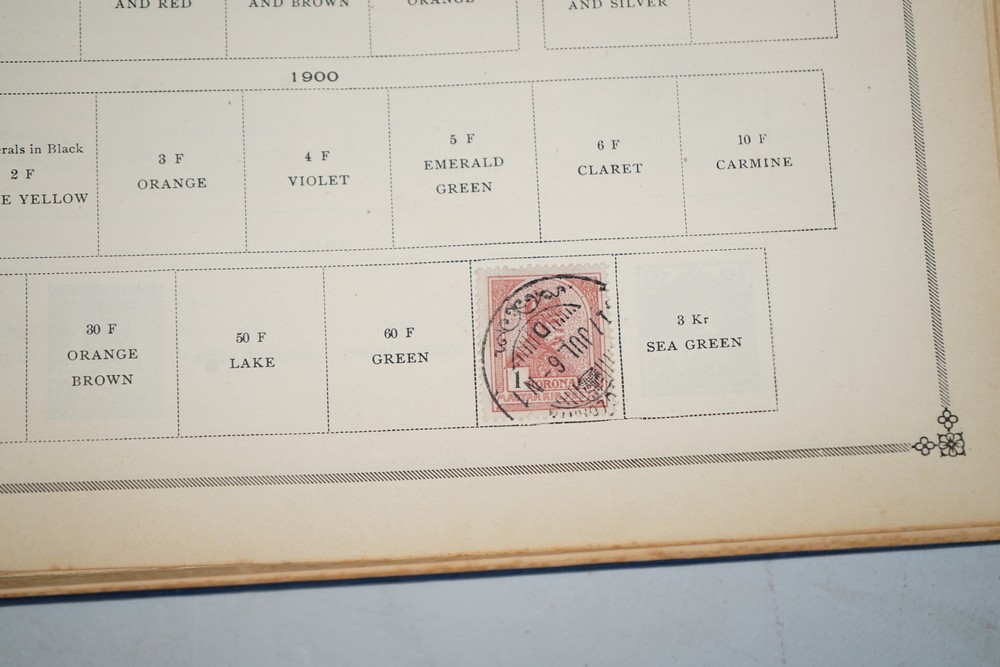 AND RED
AND BROWN
ORANGE
AND SILVER
1900
erals in Black
2 F
E YELLOW
3 F
ORANGE
4 F
VIOLET
5 F
EMERALD
GREEN
6 F
CLARET
10 F
CARMINE
30 F
ORANGE
BROWN
50 F
LAKE
60 F
GREEN
1
KORONA
3 Kr
SEA GREEN